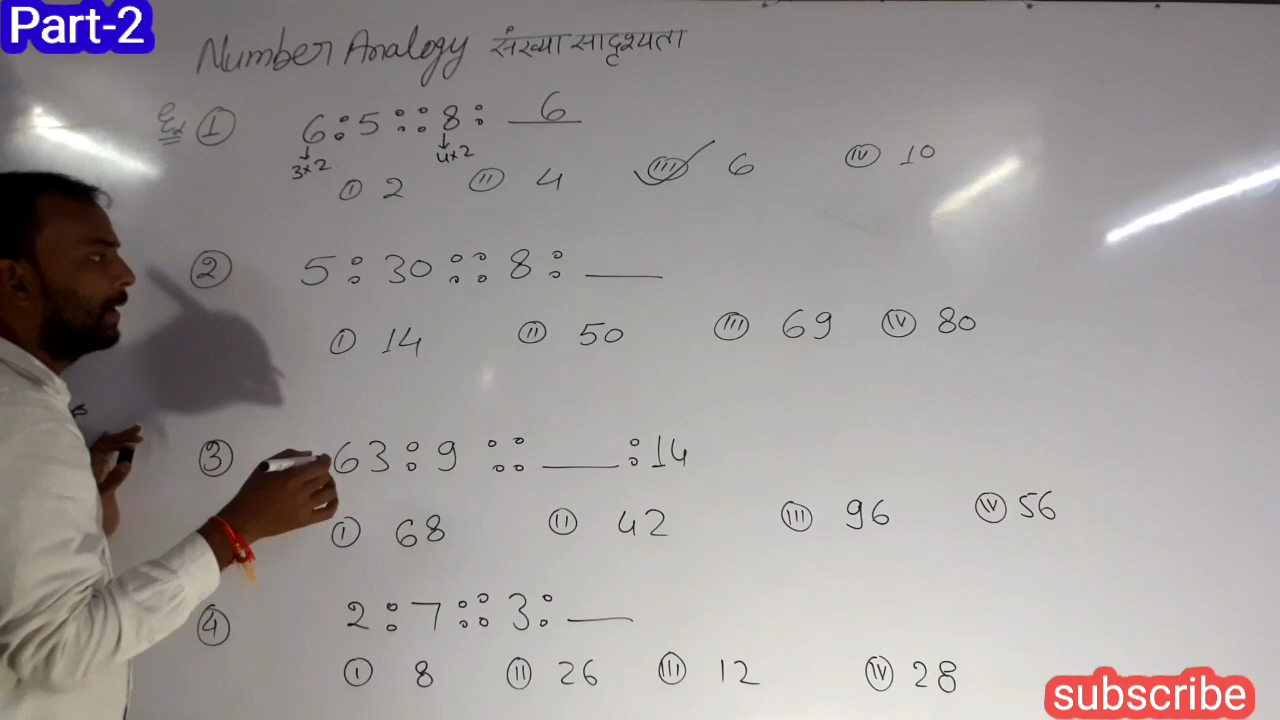 Part-2
Number Analogy संख्या सादृश्यता
Ex ① 6 : 5 :: 8 : 6
3×2 4×2
Ⓘ 2 Ⓘⓘ 4 ⓘⓘⓘ 6 ⓘⓥ 10
② 5 : 30 :: 8 : ___
(I) 14 (II) 50 (III) 69 (IV) 80
③ 63 : 9 :: ___ : 14
(I) 68 (II) 42 (III) 96 (IV) 56
④ 2 : 7 :: 3 : ___
(I) 8 (II) 26 (III) 12 (IV) 28
subscribe